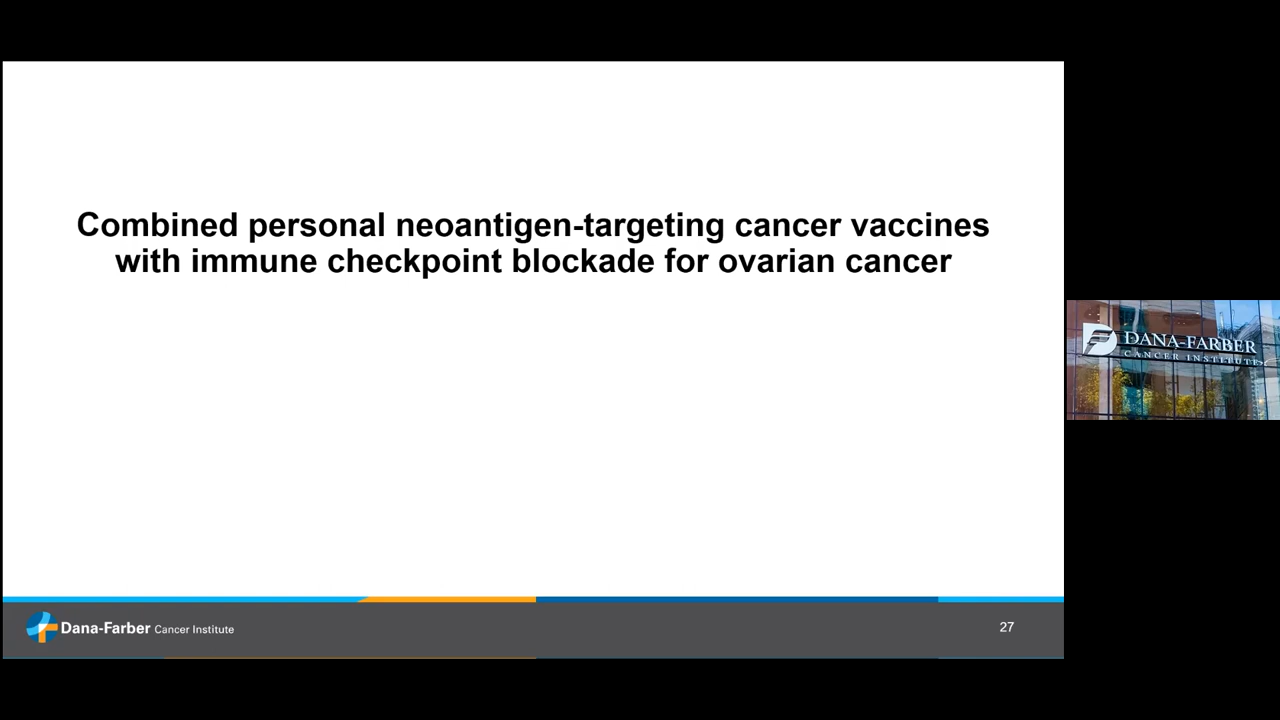 Combined personal neoantigen-targeting cancer vaccines
with immune checkpoint blockade for ovarian cancer
DANA-FARBER
CANCER INSTITUTE
Dana-Farber Cancer Institute
27